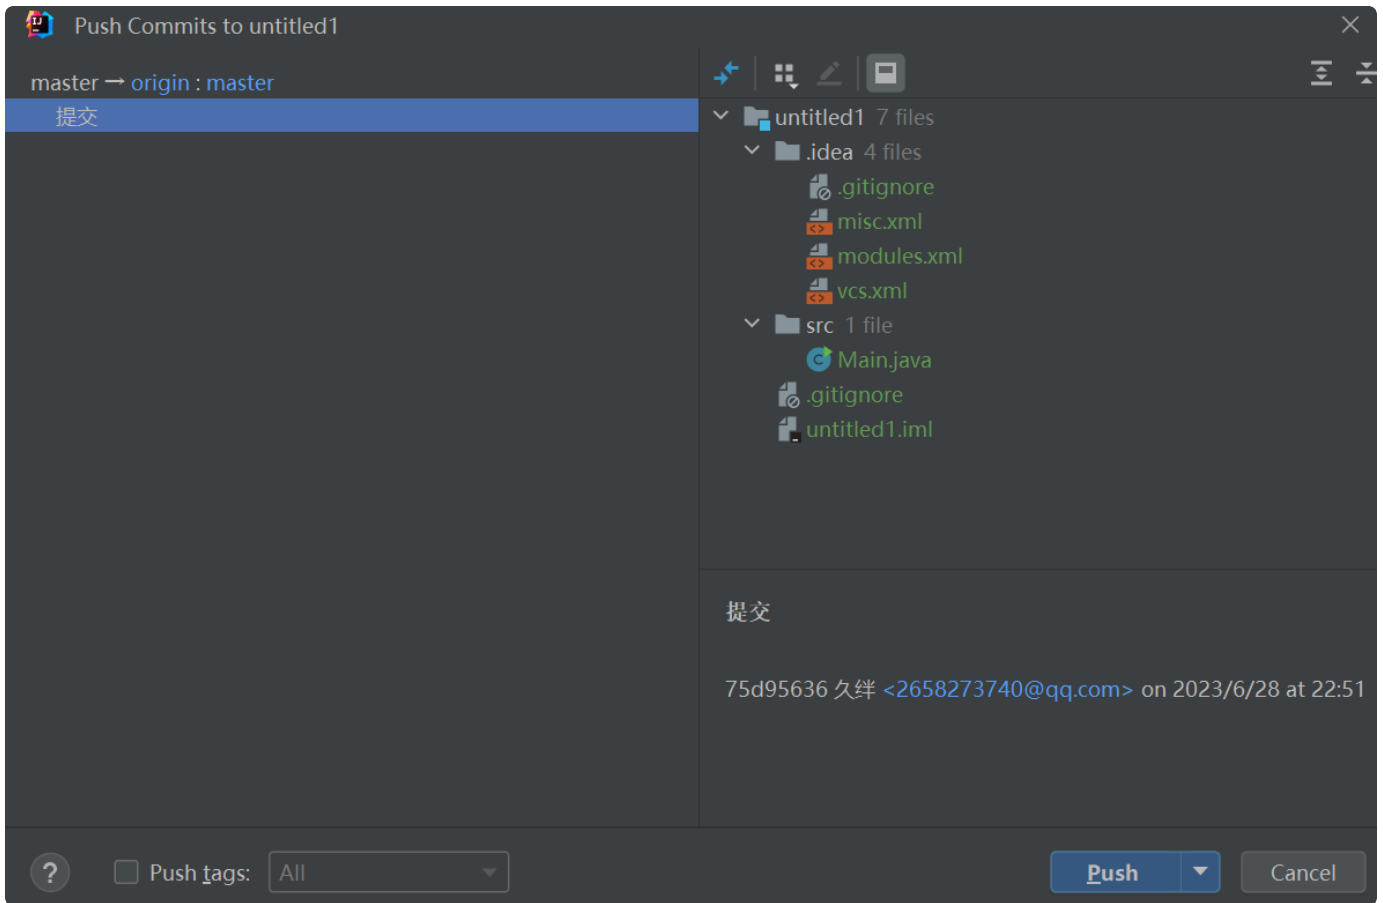 Push Commits to untitled1
master → origin : master
提交
untitled1 7 files
.idea 4 files
.gitignore
misc.xml
modules.xml
vcs.xml
src 1 file
Main.java
.gitignore
untitled1.iml
提交
75d95636 久绊 <2658273740@qq.com> on 2023/6/28 at 22:51
? Push tags: All Push Cancel